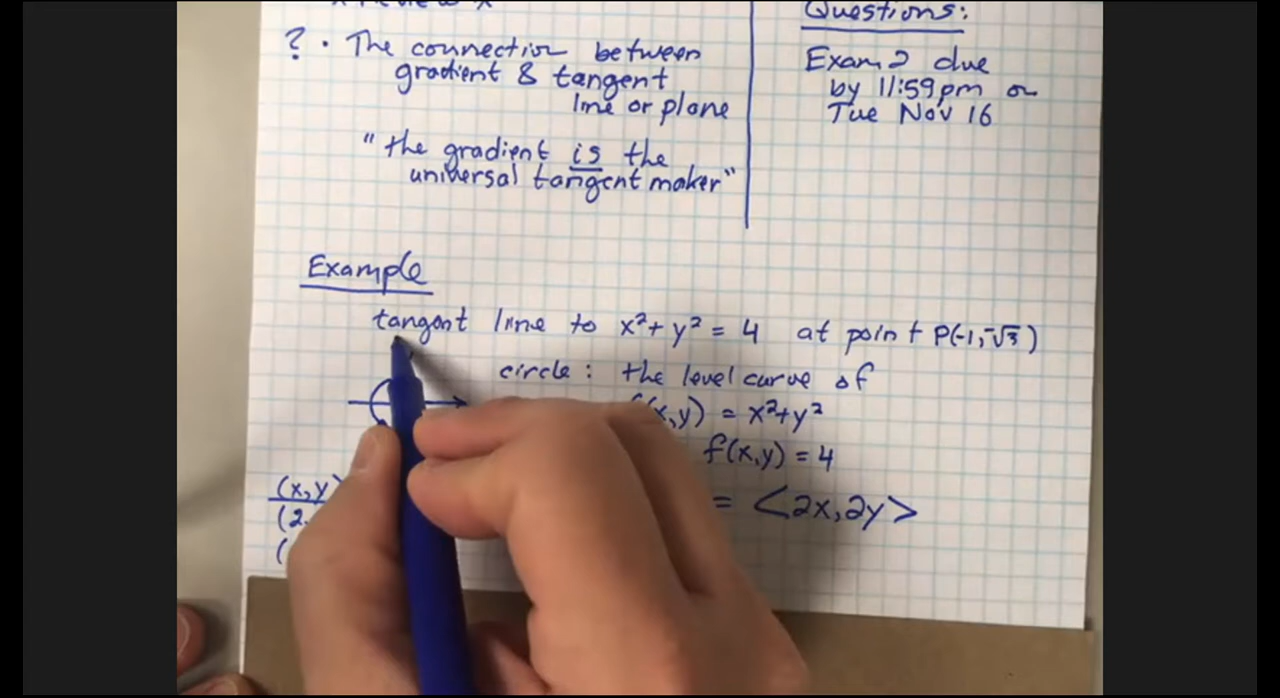 ? • The connection between
gradient & tangent
line or plane
"the gradient is the
universal tangent maker"
Questions:
Exam 2 due
by 11:59pm on
Tue Nov 16
Example
tangent line to x²+ y² = 4 at point P(-1,-√3)
circle: the level curve of
f(x,y) = x²+y²
f(x,y) = 4
= <2x,2y>
(x,y)
(2,
(